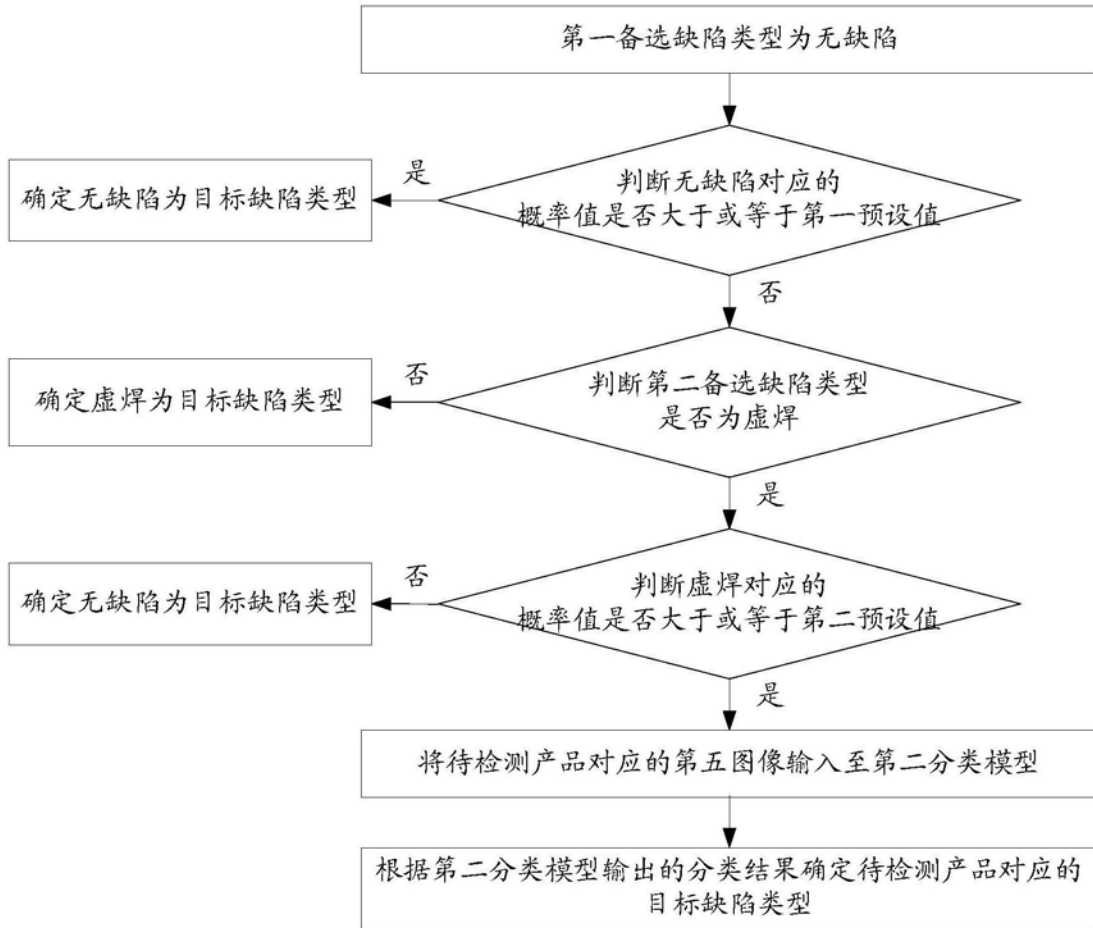 第一备选缺陷类型为无缺陷
判断无缺陷对应的
概率值是否大于或等于第一预设值
是
确定无缺陷为目标缺陷类型
否
判断第二备选缺陷类型
是否为虚焊
否
确定虚焊为目标缺陷类型
是
判断虚焊对应的
概率值是否大于或等于第二预设值
否
确定无缺陷为目标缺陷类型
是
将待检测产品对应的第五图像输入至第二分类模型
根据第二分类模型输出的分类结果确定待检测产品对应的
目标缺陷类型